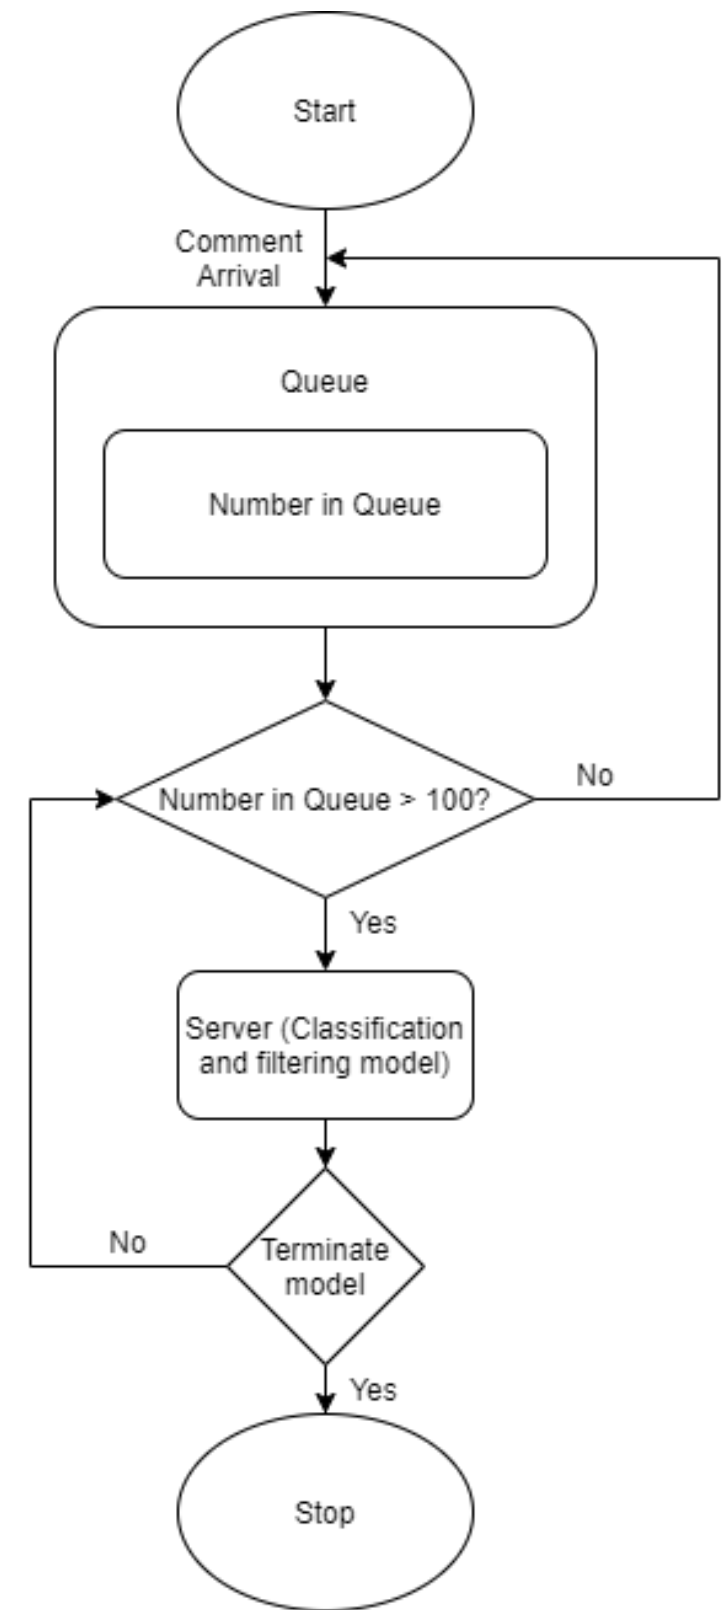 Start
Comment
Arrival
Queue
Number in Queue
Number in Queue > 100?
No
Yes
Server (Classification
and filtering model)
Terminate
model
No
Yes
Stop